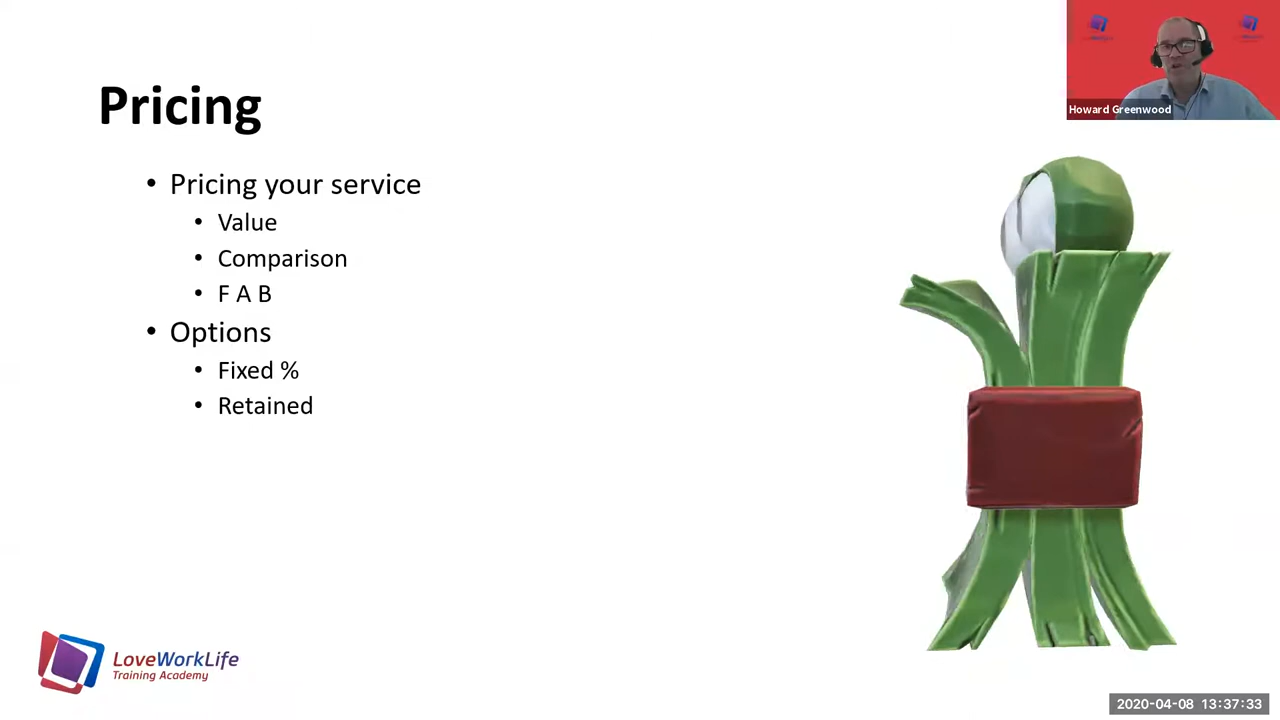 Pricing
• Pricing your service
• Value
• Comparison
• F A B
• Options
• Fixed %
• Retained
Howard Greenwood
LoveWorkLife
Training Academy
2020-04-08 13:37:33